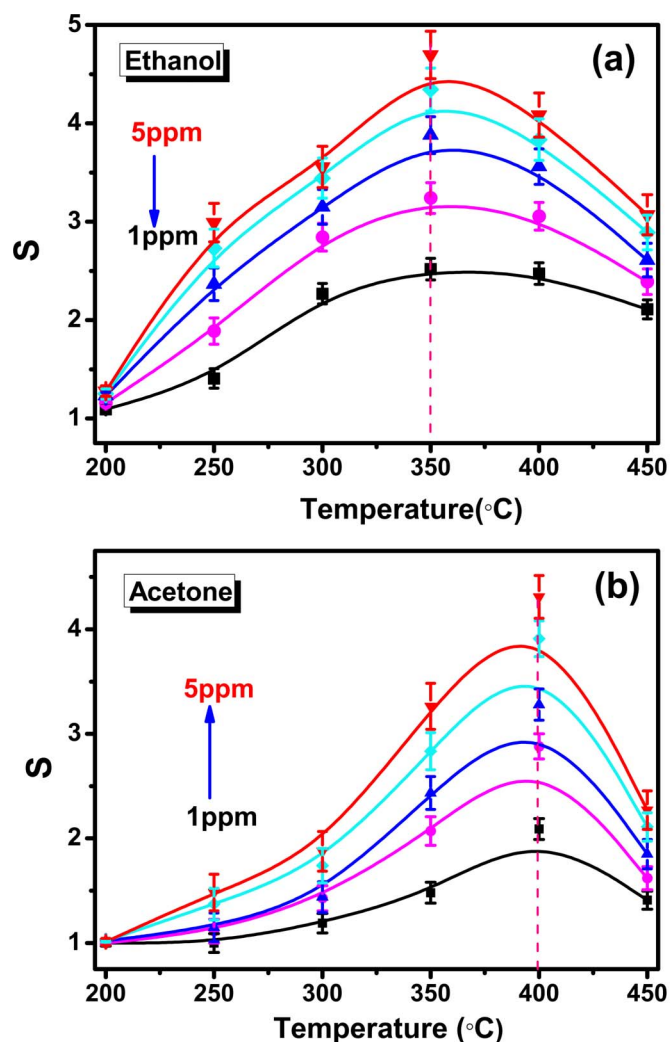 5
Ethanol
(a)
4
5ppm
3
1ppm
S
2
1
200 250 300 350 400 450
Temperature(°C)
Acetone
(b)
4
5ppm
3
S
1ppm
2
1
200 250 300 350 400 450
Temperature (°C)